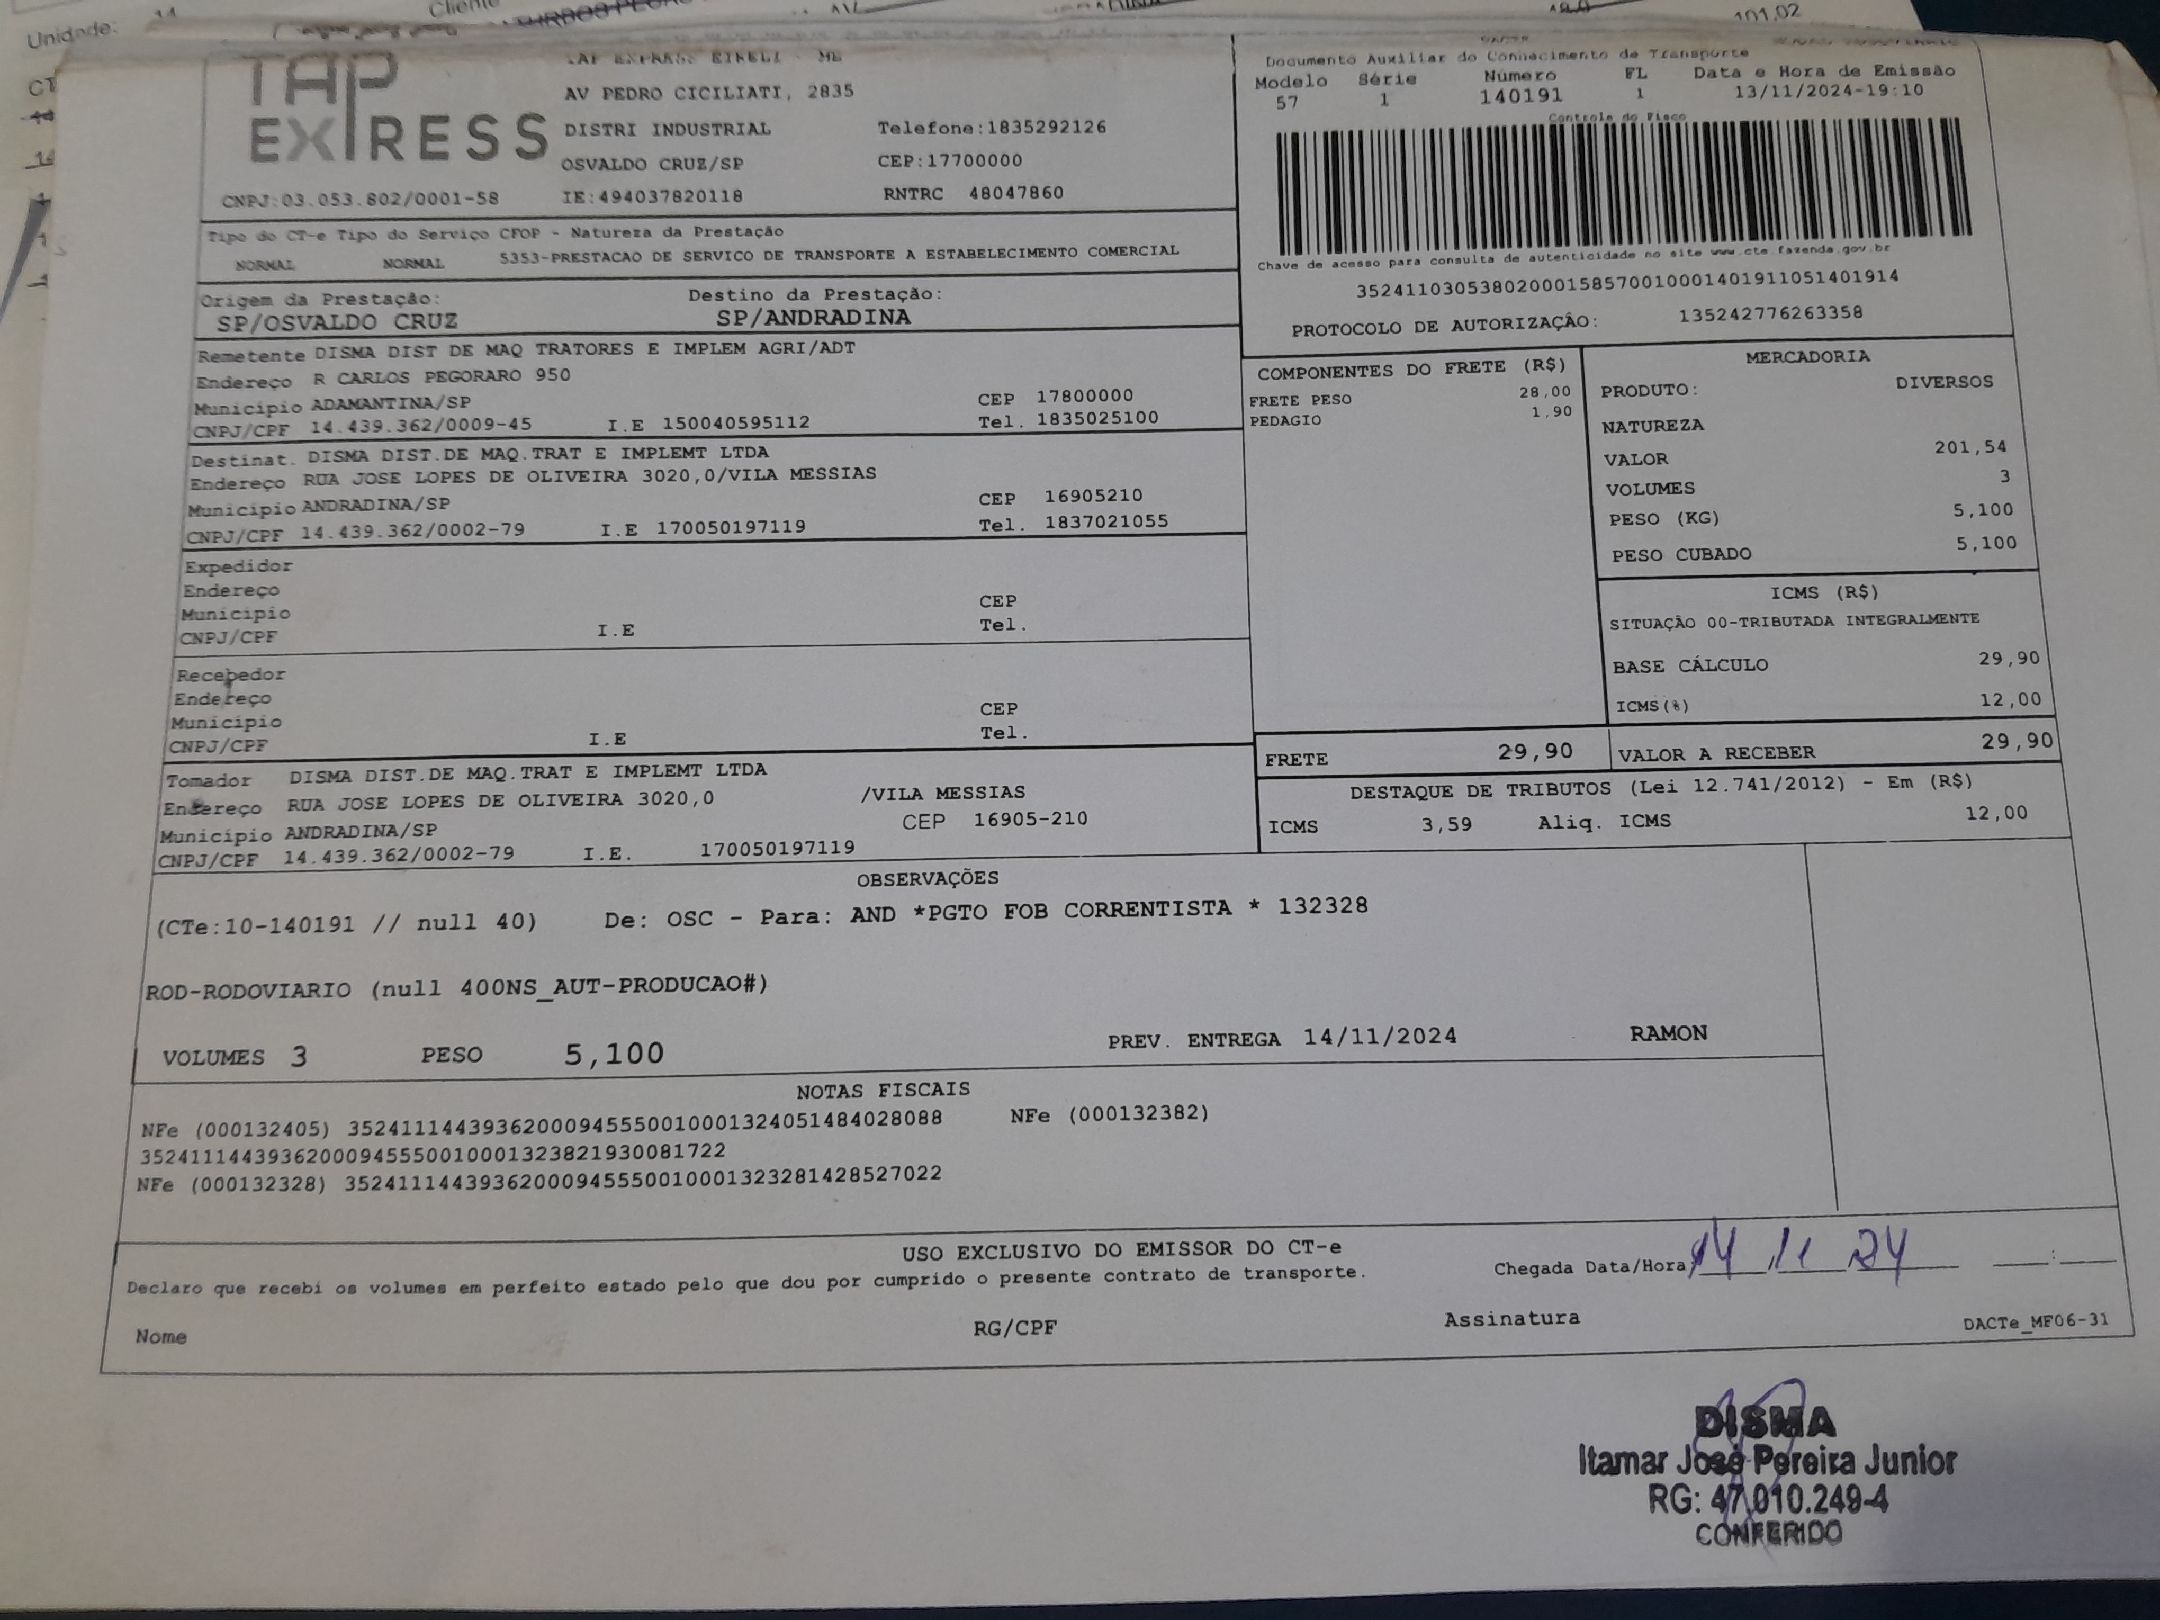 Unidade: 14
Cliente
101,02
CT
TAP
EXPRESS
TAP EXPRESS EIRELI - ME
AV PEDRO CICILIATI, 2835
DISTRI INDUSTRIAL Telefone:1835292126
OSVALDO CRUZ/SP CEP:17700000
CNPJ:03.053.802/0001-58 IE:494037820118 RNTRC 48047860
Documento Auxiliar do Conhecimento de Transporte
Modelo Série Número FL Data e Hora de Emissão
57 1 140191 1 13/11/2024-19:10
Controle do Fisco
Chave de acesso para consulta de autenticidade no site www.cte.fazenda.gov.br
35241103053802000158570010001401911051401914
PROTOCOLO DE AUTORIZAÇÂO: 135242776263358
Tipo do CT-e Tipo do Serviço CFOP - Natureza da Prestação
NORMAL NORMAL 5353-PRESTACAO DE SERVICO DE TRANSPORTE A ESTABELECIMENTO COMERCIAL
Origem da Prestação: Destino da Prestação:
SP/OSVALDO CRUZ SP/ANDRADINA
Remetente DISMA DIST DE MAQ TRATORES E IMPLEM AGRI/ADT
Endereço R CARLOS PEGORARO 950
Municipio ADAMANTINA/SP CEP 17800000
CNPJ/CPF 14.439.362/0009-45 I.E 150040595112 Tel. 1835025100
Destinat. DISMA DIST.DE MAQ.TRAT E IMPLEMT LTDA
Endereço RUA JOSE LOPES DE OLIVEIRA 3020,0/VILA MESSIAS
Municipio ANDRADINA/SP CEP 16905210
CNPJ/CPF 14.439.362/0002-79 I.E 170050197119 Tel. 1837021055
Expedidor
Endereço
Municipio CEP
CNPJ/CPF I.E Tel.
Recebedor
Endereço
Municipio CEP
CNPJ/CPF I.E Tel.
Tomador DISMA DIST.DE MAQ.TRAT E IMPLEMT LTDA
Endereço RUA JOSE LOPES DE OLIVEIRA 3020,0 /VILA MESSIAS
Municipio ANDRADINA/SP CEP 16905-210
CNPJ/CPF 14.439.362/0002-79 I.E. 170050197119
COMPONENTES DO FRETE (R$)
FRETE PESO 28,00
PEDAGIO 1,90
MERCADORIA
PRODUTO: DIVERSOS
NATUREZA
VALOR 201,54
VOLUMES 3
PESO (KG) 5,100
PESO CUBADO 5,100
ICMS (R$)
SITUAÇÂO 00-TRIBUTADA INTEGRALMENTE
BASE CÁLCULO 29,90
ICMS(%) 12,00
FRETE 29,90 VALOR A RECEBER 29,90
DESTAQUE DE TRIBUTOS (Lei 12.741/2012) - Em (R$)
ICMS 3,59 Aliq. ICMS 12,00
OBSERVAÇÕES
(CTe:10-140191 // null 40) De: OSC - Para: AND *PGTO FOB CORRENTISTA * 132328
ROD-RODOVIARIO (null 400NS_AUT-PRODUCAO#)
VOLUMES 3 PESO 5,100 PREV. ENTREGA 14/11/2024 RAMON
NOTAS FISCAIS
NFe (000132405) 35241114439362000945550010001324051484028088 NFe (000132382)
35241114439362000945550010001323821930081722
NFe (000132328) 35241114439362000945550010001323281428527022
USO EXCLUSIVO DO EMISSOR DO CT-e
Declaro que recebi os volumes em perfeito estado pelo que dou por cumprido o presente contrato de transporte. Chegada Data/Hora 14 11 24 :
Nome RG/CPF Assinatura DACTe_MF06-31
DISMA
Itamar José Pereira Junior
RG: 47.010.249-4
CONFERIDO